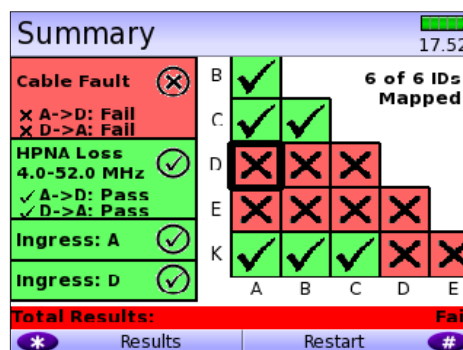 Summary
17.52
Cable Fault
A->D: Fail
D->A: Fail
HPNA Loss
4.0-52.0 MHz
A->D: Pass
D->A: Pass
Ingress: A
Ingress: D
6 of 6 IDs
Mapped
B
C
D
E
K
A B C D E
Total Results: Fai
* Results Restart #